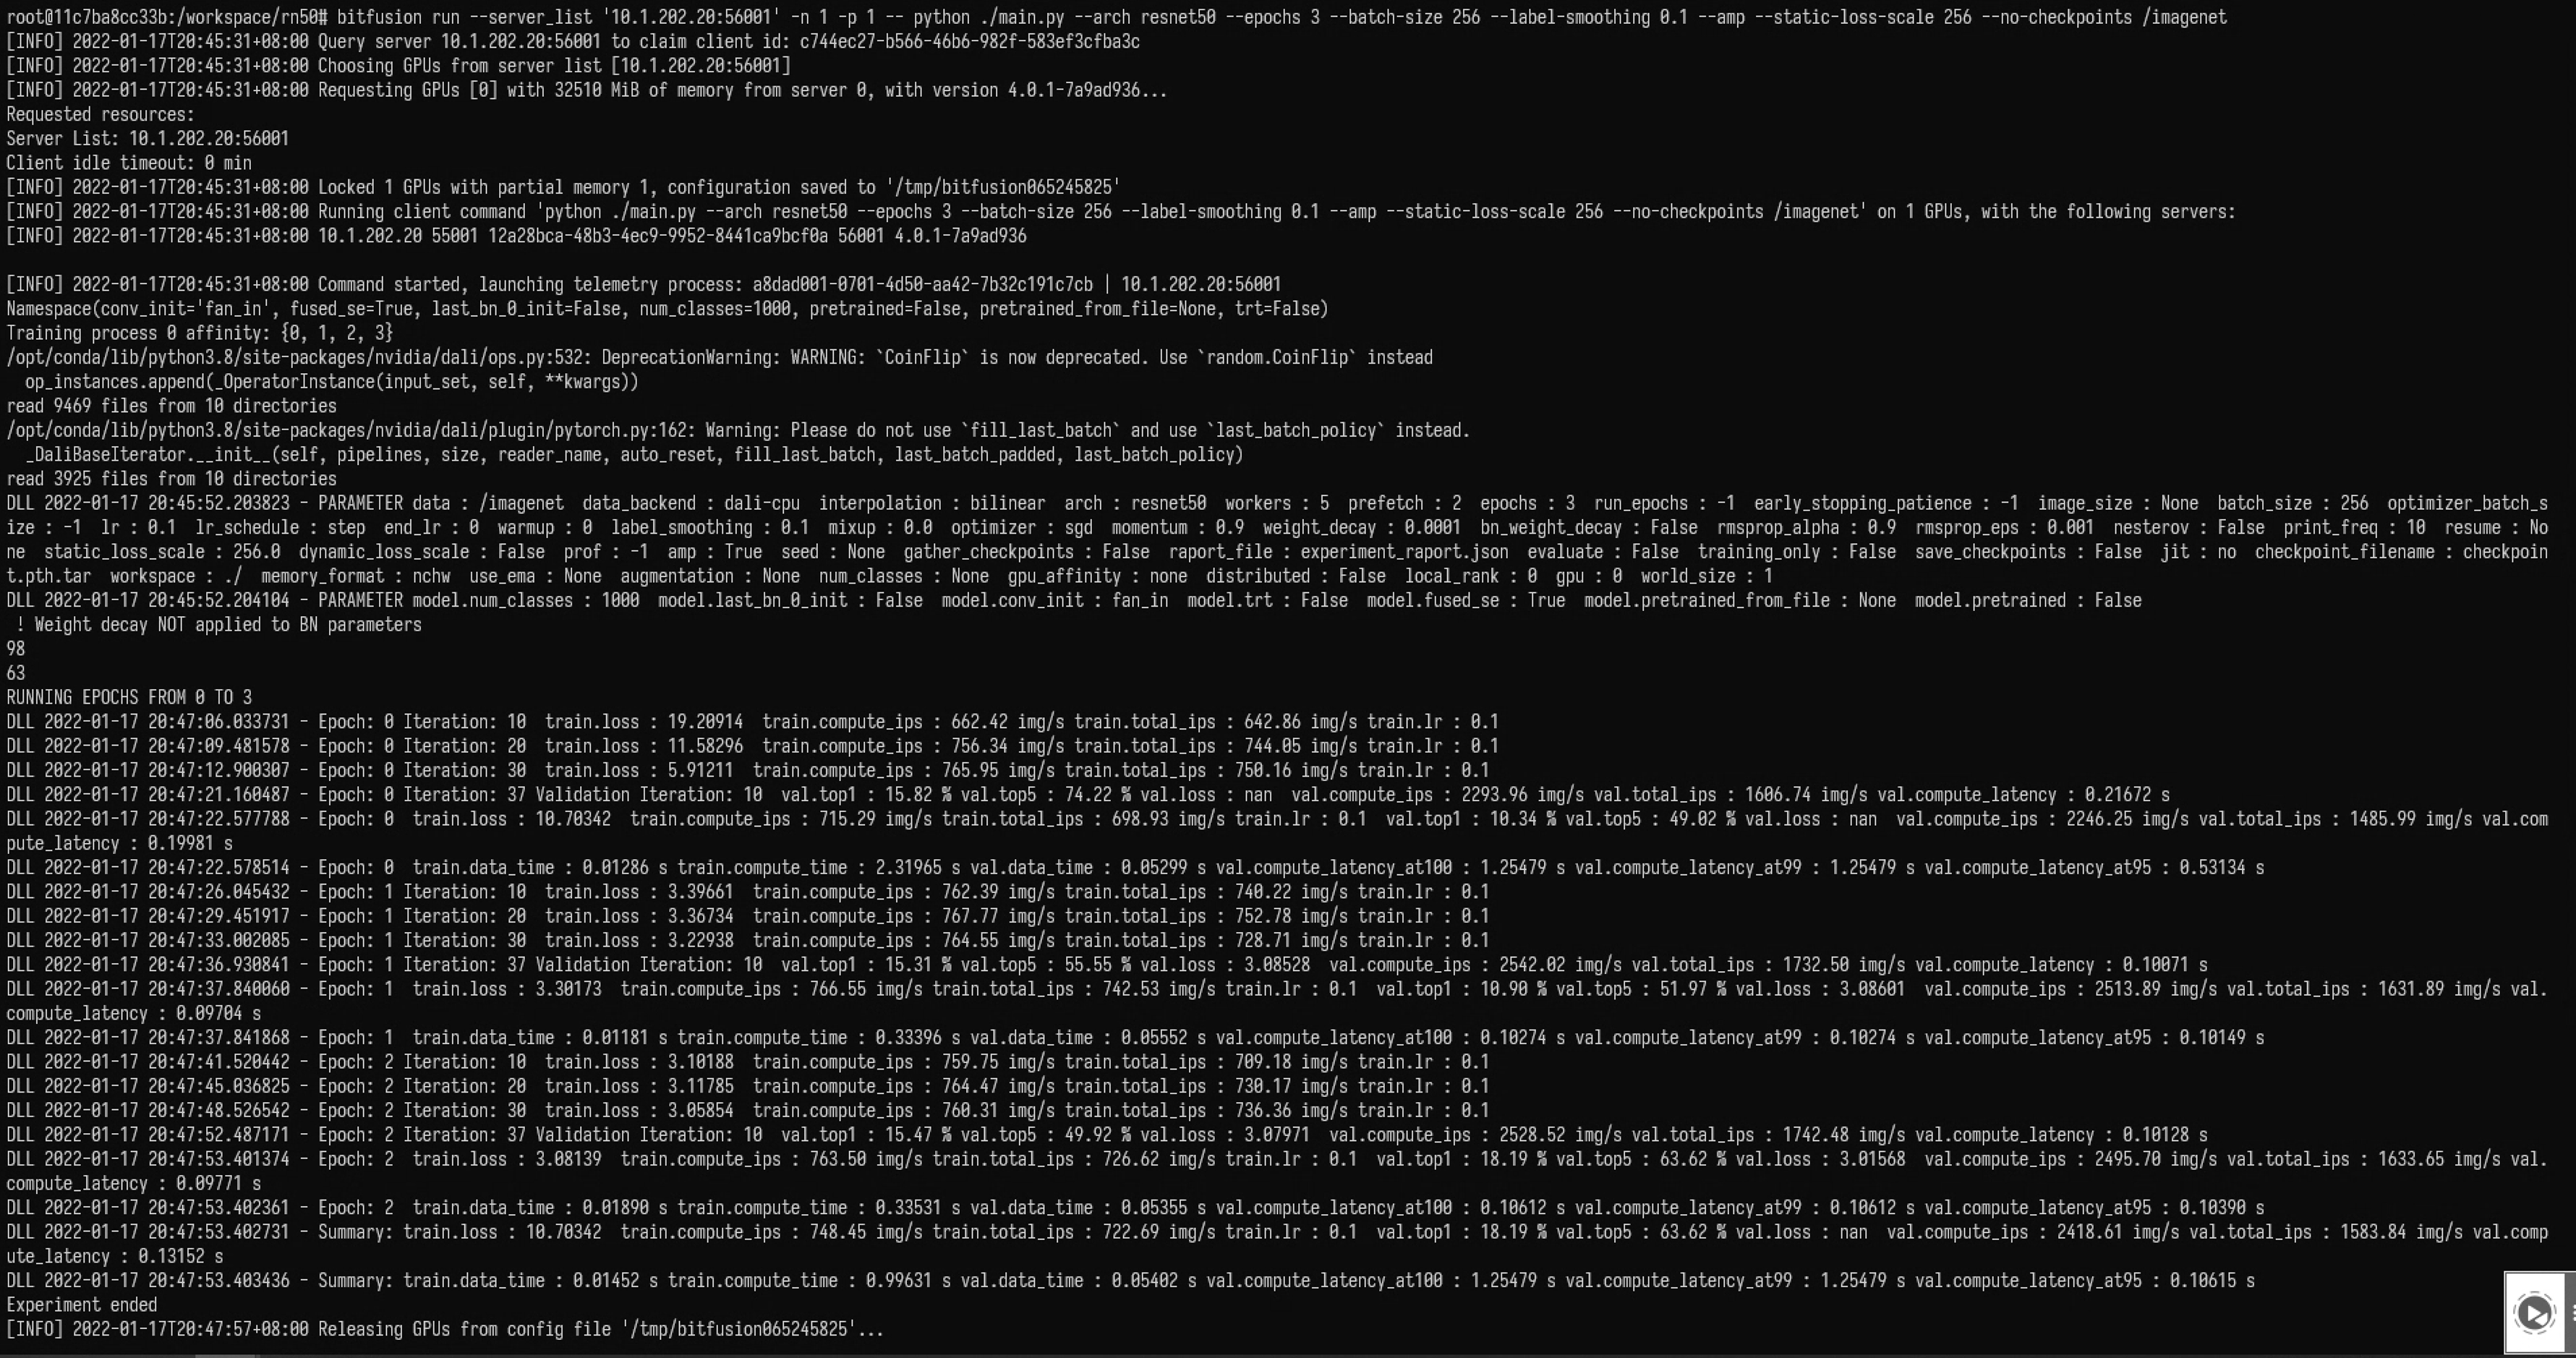 root@11c7ba8cc33b:/workspace/rn50# bitfusion run --server_list '10.1.202.20:56001' -n 1 -p 1 -- python ./main.py --arch resnet50 --epochs 3 --batch-size 256 --label-smoothing 0.1 --amp --static-loss-scale 256 --no-checkpoints /imagenet
[INFO] 2022-01-17T20:45:31+08:00 Query server 10.1.202.20:56001 to claim client id: c744ec27-b566-46b6-982f-583ef3cfba3c
[INFO] 2022-01-17T20:45:31+08:00 Choosing GPUs from server list [10.1.202.20:56001]
[INFO] 2022-01-17T20:45:31+08:00 Requesting GPUs [0] with 32510 MiB of memory from server 0, with version 4.0.1-7a9ad936...
Requested resources:
Server List: 10.1.202.20:56001
Client idle timeout: 0 min
[INFO] 2022-01-17T20:45:31+08:00 Locked 1 GPUs with partial memory 1, configuration saved to '/tmp/bitfusion065245825'
[INFO] 2022-01-17T20:45:31+08:00 Running client command 'python ./main.py --arch resnet50 --epochs 3 --batch-size 256 --label-smoothing 0.1 --amp --static-loss-scale 256 --no-checkpoints /imagenet' on 1 GPUs, with the following servers:
[INFO] 2022-01-17T20:45:31+08:00 10.1.202.20 55001 12a28bca-48b3-4ec9-9952-8441ca9bcf0a 56001 4.0.1-7a9ad936
[INFO] 2022-01-17T20:45:31+08:00 Command started, launching telemetry process: a8dad001-0701-4d50-aa42-7b32c191c7cb | 10.1.202.20:56001
Namespace(conv_init='fan_in', fused_se=True, last_bn_0_init=False, num_classes=1000, pretrained=False, pretrained_from_file=None, trt=False)
Training process 0 affinity: {0, 1, 2, 3}
/opt/conda/lib/python3.8/site-packages/nvidia/dali/ops.py:532: DeprecationWarning: WARNING: `CoinFlip` is now deprecated. Use `random.CoinFlip` instead
  op_instances.append(_OperatorInstance(input_set, self, **kwargs))
read 9469 files from 10 directories
/opt/conda/lib/python3.8/site-packages/nvidia/dali/plugin/pytorch.py:162: Warning: Please do not use `fill_last_batch` and use `last_batch_policy` instead.
  _DaliBaseIterator.__init__(self, pipelines, size, reader_name, auto_reset, fill_last_batch, last_batch_padded, last_batch_policy)
read 3925 files from 10 directories
DLL 2022-01-17 20:45:52.203823 - PARAMETER data : /imagenet  data_backend : dali-cpu  interpolation : bilinear  arch : resnet50  workers : 5  prefetch : 2  epochs : 3  run_epochs : -1  early_stopping_patience : -1  image_size : None  batch_size : 256  optimizer_batch_s
ize : -1  lr : 0.1  lr_schedule : step  end_lr : 0  warmup : 0  label_smoothing : 0.1  mixup : 0.0  optimizer : sgd  momentum : 0.9  weight_decay : 0.0001  bn_weight_decay : False  rmsprop_alpha : 0.9  rmsprop_eps : 0.001  nesterov : False  print_freq : 10  resume : No
ne  static_loss_scale : 256.0  dynamic_loss_scale : False  prof : -1  amp : True  seed : None  gather_checkpoints : False  raport_file : experiment_raport.json  evaluate : False  training_only : False  save_checkpoints : False  jit : no  checkpoint_filename : checkpoin
t.pth.tar  workspace : ./  memory_format : nchw  use_ema : None  augmentation : None  num_classes : None  gpu_affinity : none  distributed : False  local_rank : 0  gpu : 0  world_size : 1
DLL 2022-01-17 20:45:52.204104 - PARAMETER model.num_classes : 1000  model.last_bn_0_init : False  model.conv_init : fan_in  model.trt : False  model.fused_se : True  model.pretrained_from_file : None  model.pretrained : False
 ! Weight decay NOT applied to BN parameters
98
63
RUNNING EPOCHS FROM 0 TO 3
DLL 2022-01-17 20:47:06.033731 - Epoch: 0 Iteration: 10  train.loss : 19.20914  train.compute_ips : 662.42 img/s train.total_ips : 642.86 img/s train.lr : 0.1
DLL 2022-01-17 20:47:09.481578 - Epoch: 0 Iteration: 20  train.loss : 11.58296  train.compute_ips : 756.34 img/s train.total_ips : 744.05 img/s train.lr : 0.1
DLL 2022-01-17 20:47:12.900307 - Epoch: 0 Iteration: 30  train.loss : 5.91211  train.compute_ips : 765.95 img/s train.total_ips : 750.16 img/s train.lr : 0.1
DLL 2022-01-17 20:47:21.160487 - Epoch: 0 Iteration: 37 Validation Iteration: 10  val.top1 : 15.82 % val.top5 : 74.22 % val.loss : nan  val.compute_ips : 2293.96 img/s val.total_ips : 1606.74 img/s val.compute_latency : 0.21672 s
DLL 2022-01-17 20:47:22.577788 - Epoch: 0  train.loss : 10.70342  train.compute_ips : 715.29 img/s train.total_ips : 698.93 img/s train.lr : 0.1  val.top1 : 10.34 % val.top5 : 49.02 % val.loss : nan  val.compute_ips : 2246.25 img/s val.total_ips : 1485.99 img/s val.com
pute_latency : 0.19981 s
DLL 2022-01-17 20:47:22.578514 - Epoch: 0  train.data_time : 0.01286 s train.compute_time : 2.31965 s val.data_time : 0.05299 s val.compute_latency_at100 : 1.25479 s val.compute_latency_at99 : 1.25479 s val.compute_latency_at95 : 0.53134 s
DLL 2022-01-17 20:47:26.045432 - Epoch: 1 Iteration: 10  train.loss : 3.39661  train.compute_ips : 762.39 img/s train.total_ips : 740.22 img/s train.lr : 0.1
DLL 2022-01-17 20:47:29.451917 - Epoch: 1 Iteration: 20  train.loss : 3.36734  train.compute_ips : 767.77 img/s train.total_ips : 752.78 img/s train.lr : 0.1
DLL 2022-01-17 20:47:33.002085 - Epoch: 1 Iteration: 30  train.loss : 3.22938  train.compute_ips : 764.55 img/s train.total_ips : 728.71 img/s train.lr : 0.1
DLL 2022-01-17 20:47:36.930841 - Epoch: 1 Iteration: 37 Validation Iteration: 10  val.top1 : 15.31 % val.top5 : 55.55 % val.loss : 3.08528  val.compute_ips : 2542.02 img/s val.total_ips : 1732.50 img/s val.compute_latency : 0.10071 s
DLL 2022-01-17 20:47:37.840060 - Epoch: 1  train.loss : 3.30173  train.compute_ips : 766.55 img/s train.total_ips : 742.53 img/s train.lr : 0.1  val.top1 : 10.90 % val.top5 : 51.97 % val.loss : 3.08601  val.compute_ips : 2513.89 img/s val.total_ips : 1631.89 img/s val.
compute_latency : 0.09704 s
DLL 2022-01-17 20:47:37.841868 - Epoch: 1  train.data_time : 0.01181 s train.compute_time : 0.33396 s val.data_time : 0.05552 s val.compute_latency_at100 : 0.10274 s val.compute_latency_at99 : 0.10274 s val.compute_latency_at95 : 0.10149 s
DLL 2022-01-17 20:47:41.520442 - Epoch: 2 Iteration: 10  train.loss : 3.10188  train.compute_ips : 759.75 img/s train.total_ips : 709.18 img/s train.lr : 0.1
DLL 2022-01-17 20:47:45.036825 - Epoch: 2 Iteration: 20  train.loss : 3.11785  train.compute_ips : 764.47 img/s train.total_ips : 730.17 img/s train.lr : 0.1
DLL 2022-01-17 20:47:48.526542 - Epoch: 2 Iteration: 30  train.loss : 3.05854  train.compute_ips : 760.31 img/s train.total_ips : 736.36 img/s train.lr : 0.1
DLL 2022-01-17 20:47:52.487171 - Epoch: 2 Iteration: 37 Validation Iteration: 10  val.top1 : 15.47 % val.top5 : 49.92 % val.loss : 3.07971  val.compute_ips : 2528.52 img/s val.total_ips : 1742.48 img/s val.compute_latency : 0.10128 s
DLL 2022-01-17 20:47:53.401374 - Epoch: 2  train.loss : 3.08139  train.compute_ips : 763.50 img/s train.total_ips : 726.62 img/s train.lr : 0.1  val.top1 : 18.19 % val.top5 : 63.62 % val.loss : 3.01568  val.compute_ips : 2495.70 img/s val.total_ips : 1633.65 img/s val.
compute_latency : 0.09771 s
DLL 2022-01-17 20:47:53.402361 - Epoch: 2  train.data_time : 0.01890 s train.compute_time : 0.33531 s val.data_time : 0.05355 s val.compute_latency_at100 : 0.10612 s val.compute_latency_at99 : 0.10612 s val.compute_latency_at95 : 0.10390 s
DLL 2022-01-17 20:47:53.402731 - Summary: train.loss : 10.70342  train.compute_ips : 748.45 img/s train.total_ips : 722.69 img/s train.lr : 0.1  val.top1 : 18.19 % val.top5 : 63.62 % val.loss : nan  val.compute_ips : 2418.61 img/s val.total_ips : 1583.84 img/s val.comp
ute_latency : 0.13152 s
DLL 2022-01-17 20:47:53.403436 - Summary: train.data_time : 0.01452 s train.compute_time : 0.99631 s val.data_time : 0.05402 s val.compute_latency_at100 : 1.25479 s val.compute_latency_at99 : 1.25479 s val.compute_latency_at95 : 0.10615 s
Experiment ended
[INFO] 2022-01-17T20:47:57+08:00 Releasing GPUs from config file '/tmp/bitfusion065245825'...